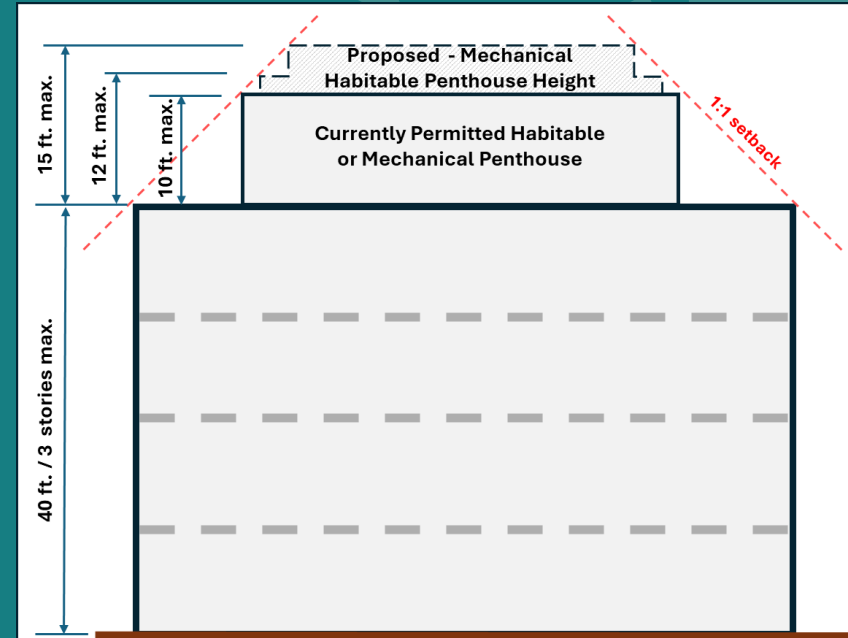 Proposed - Mechanical
Habitable Penthouse Height
15 ft. max.
12 ft. max.
10 ft. max.
Currently Permitted Habitable
or Mechanical Penthouse
1:1 setback
40 ft. / 3 stories max.